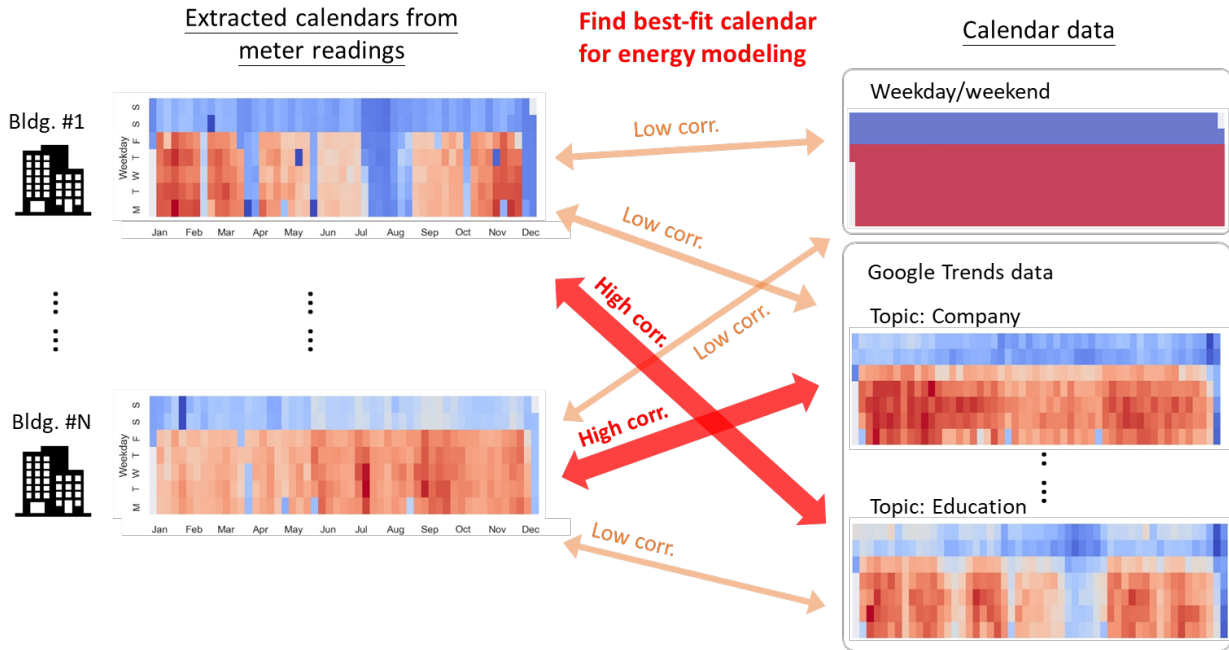 Extracted calendars from
meter readings
Find best-fit calendar
for energy modeling
Calendar data
Bldg. #1
Weekday
S
S
F
T
W
T
M
Jan Feb Mar Apr May Jun Jul Aug Sep Oct Nov Dec
Low corr.
Low corr.
High corr.
Low corr.
High corr.
Low corr.
Weekday/weekend
Google Trends data
Topic: Company
Topic: Education
Bldg. #N
Weekday
S
S
F
T
W
T
M
Jan Feb Mar Apr May Jun Jul Aug Sep Oct Nov Dec